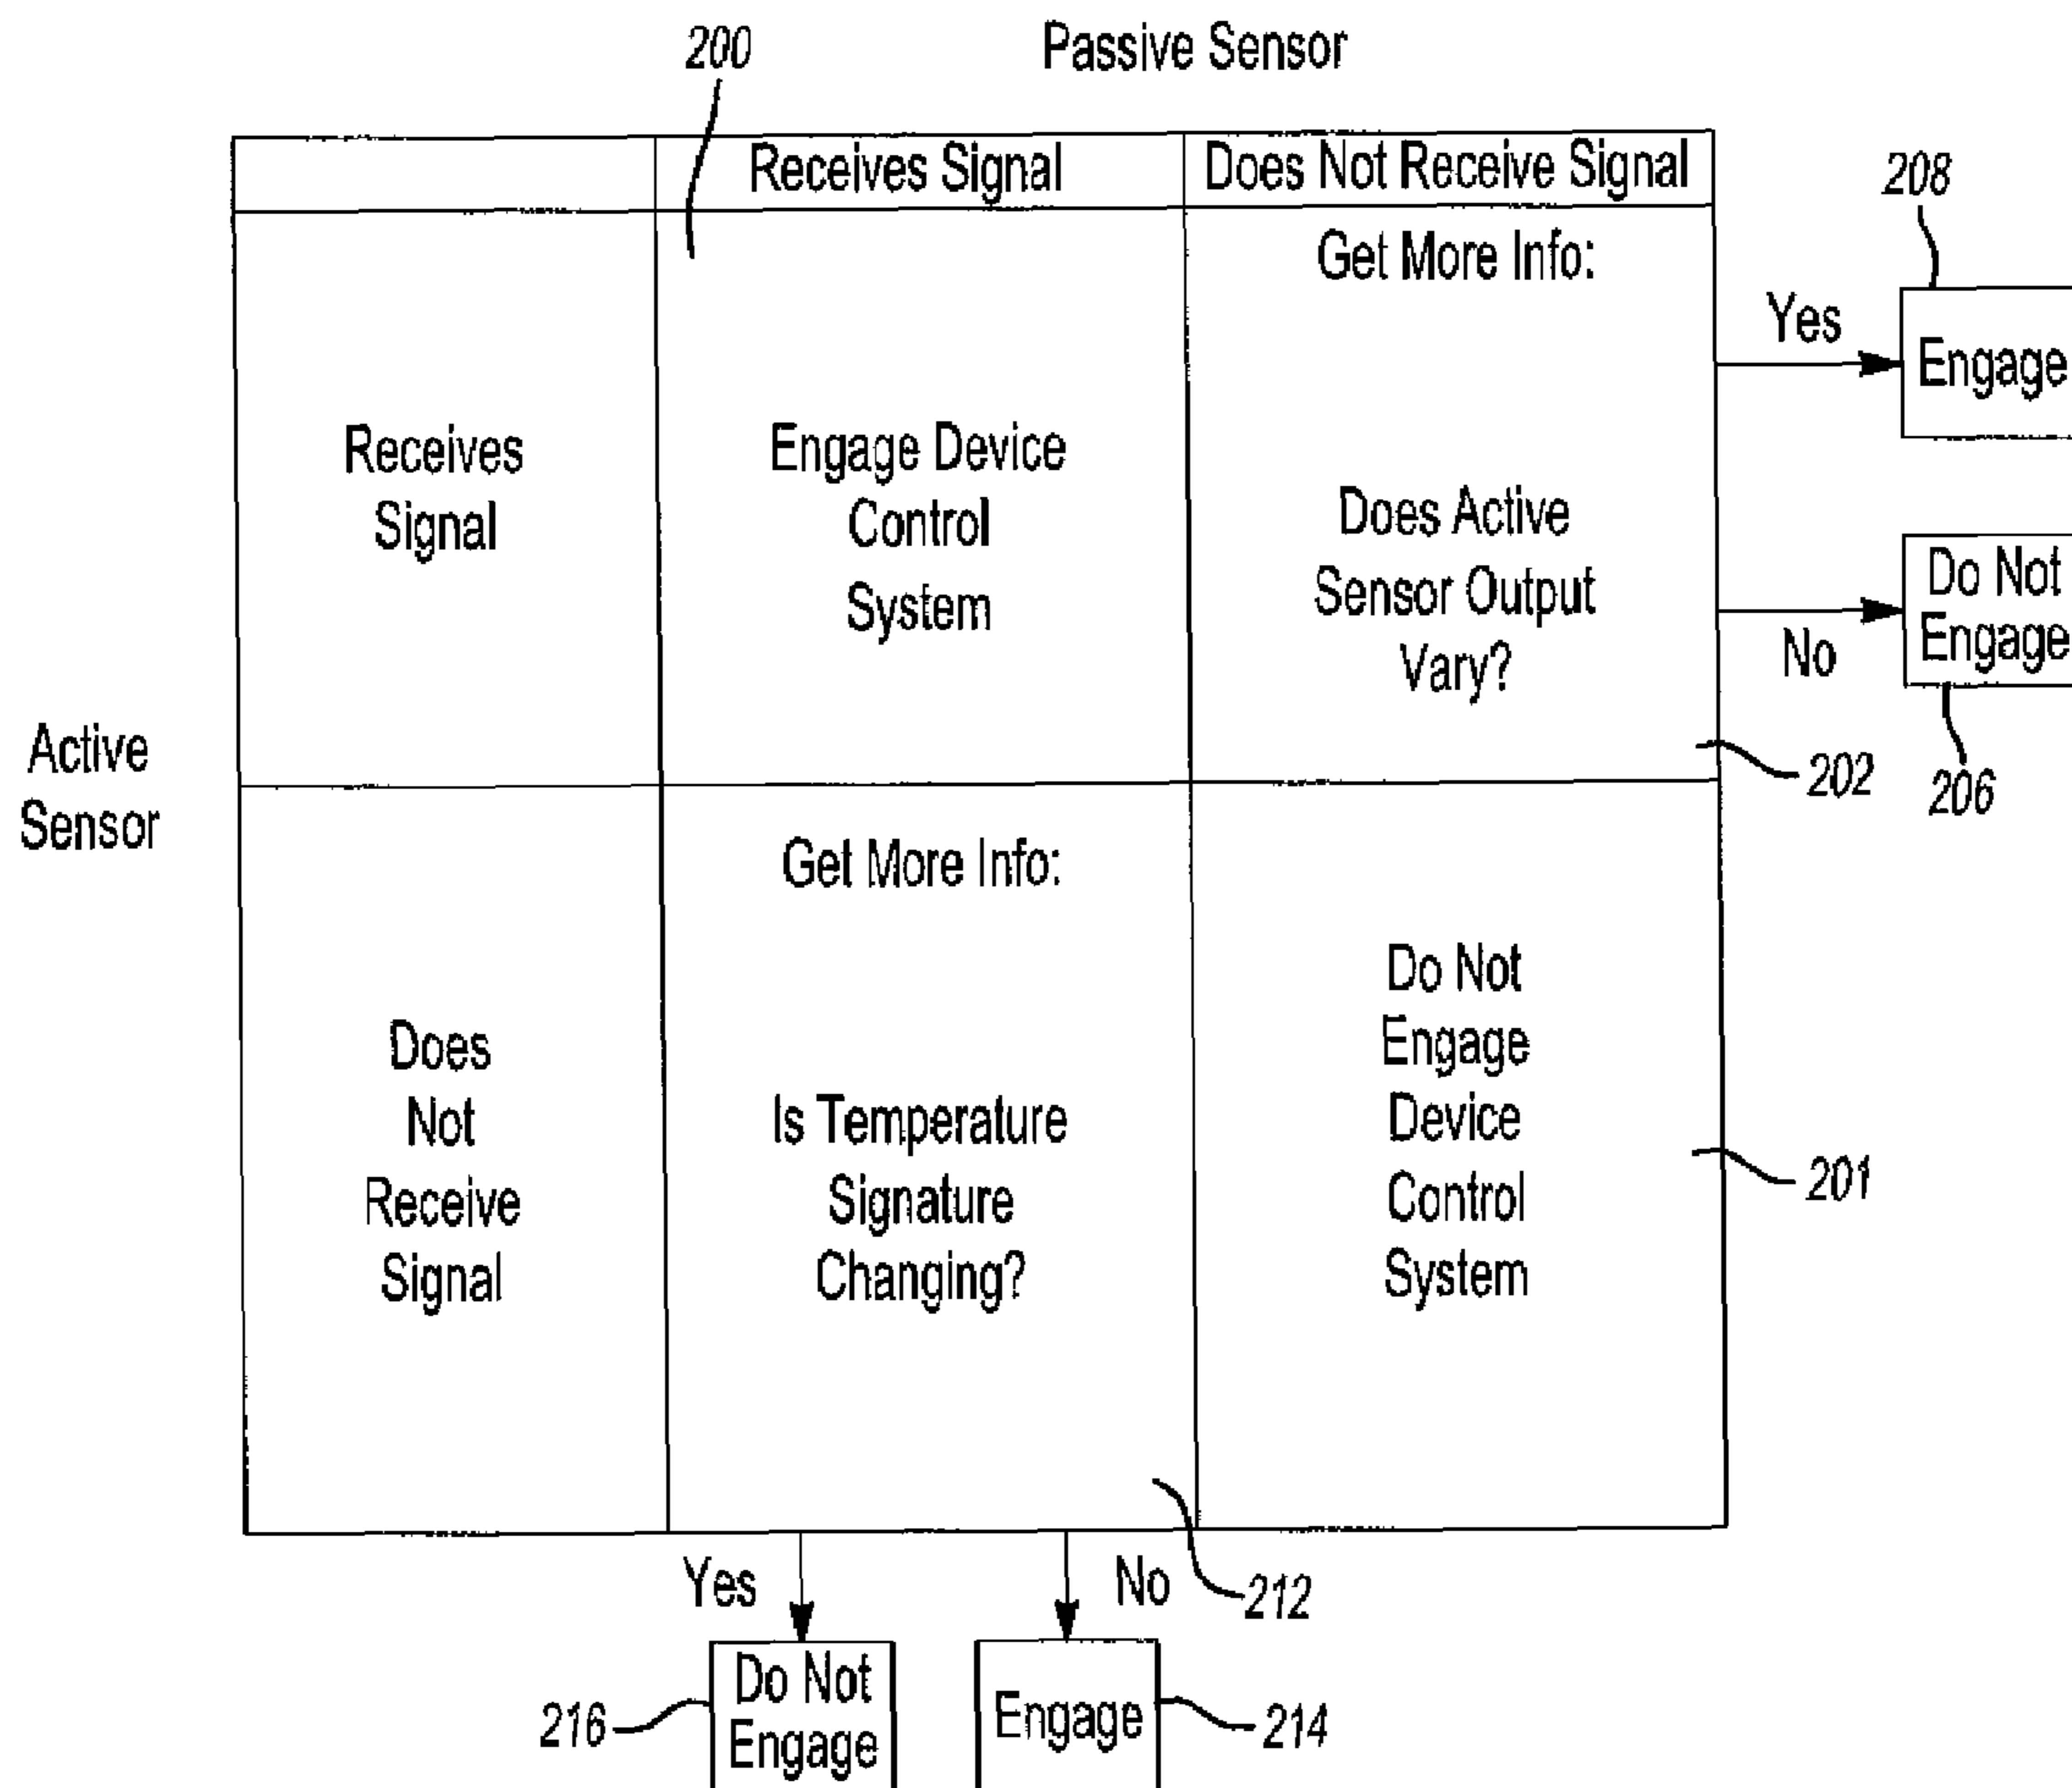 200
Passive Sensor
Receives Signal
Does Not Receive Signal
208
Get More Info:
Yes
Engage
Receives
Signal
Engage Device
Control
System
Does Active
Sensor Output
Vary?
Do Not
Engage
No
206
202
Active
Sensor
Get More Info:
Does
Not
Receive
Signal
Is Temperature
Signature
Changing?
Do Not
Engage
Device
Control
System
201
Yes
No
212
216
Do Not
Engage
Engage
214